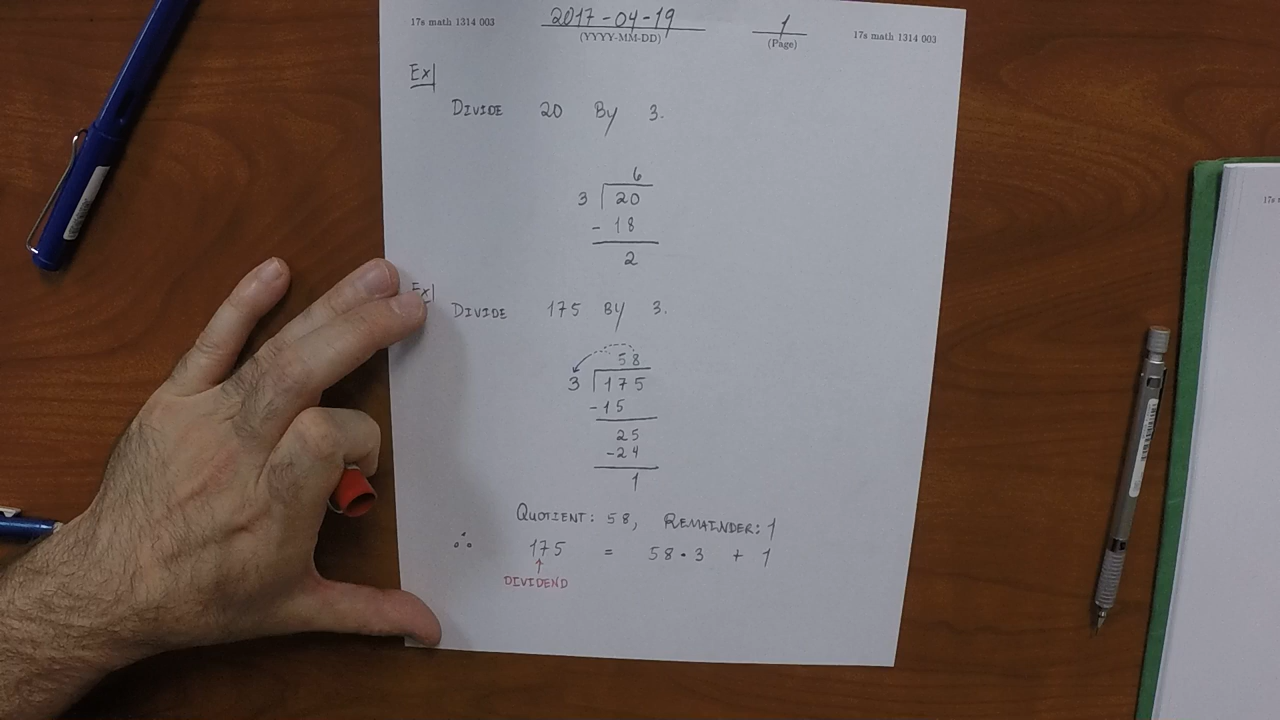 17s math 1314 003 2017-04-19 1 17s math 1314 003
(YYYY-MM-DD) (Page)
Ex
DIVIDE 20 By 3.
6
3 20
- 18
2
Ex
DIVIDE 175 By 3.
58
3 175
-15
25
-24
1
QUOTIENT: 58, REMAINDER: 1
∴ 175 = 58·3 + 1
↑
DIVIDEND